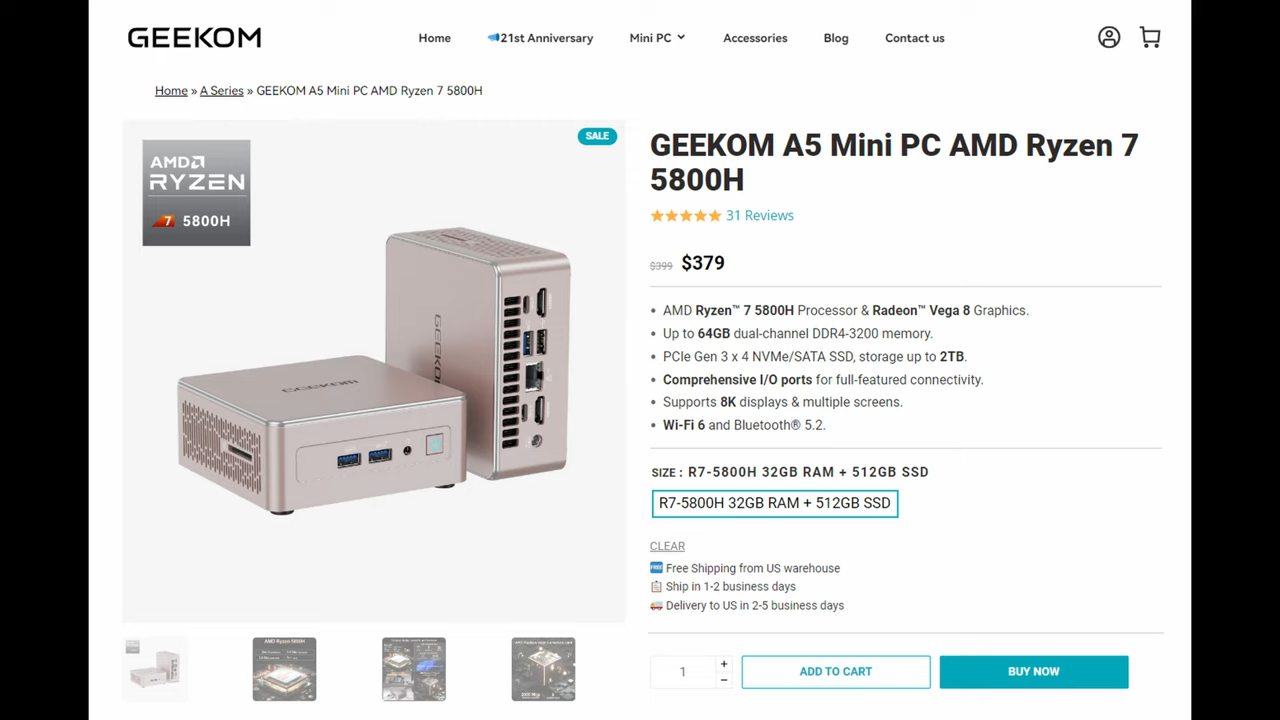 GEEKOM
Home
21st Anniversary
Mini PC
Accessories
Blog
Contact us
Home » A Series » GEEKOM A5 Mini PC AMD Ryzen 7 5800H
SALE
AMD
RYZEN
7 5800H
GEEKOM
GEEKOM
GEEKOM A5 Mini PC AMD Ryzen 7
5800H
31 Reviews
$399 $379
• AMD Ryzen™ 7 5800H Processor & Radeon™ Vega 8 Graphics.
• Up to 64GB dual-channel DDR4-3200 memory.
• PCIe Gen 3 x 4 NVMe/SATA SSD, storage up to 2TB.
• Comprehensive I/O ports for full-featured connectivity.
• Supports 8K displays & multiple screens.
• Wi-Fi 6 and Bluetooth® 5.2.
SIZE : R7-5800H 32GB RAM + 512GB SSD
R7-5800H 32GB RAM + 512GB SSD
CLEAR
FREE Free Shipping from US warehouse
Ship in 1-2 business days
Delivery to US in 2-5 business days
1
+
−
ADD TO CART
BUY NOW
AMD Ryzen 5800H